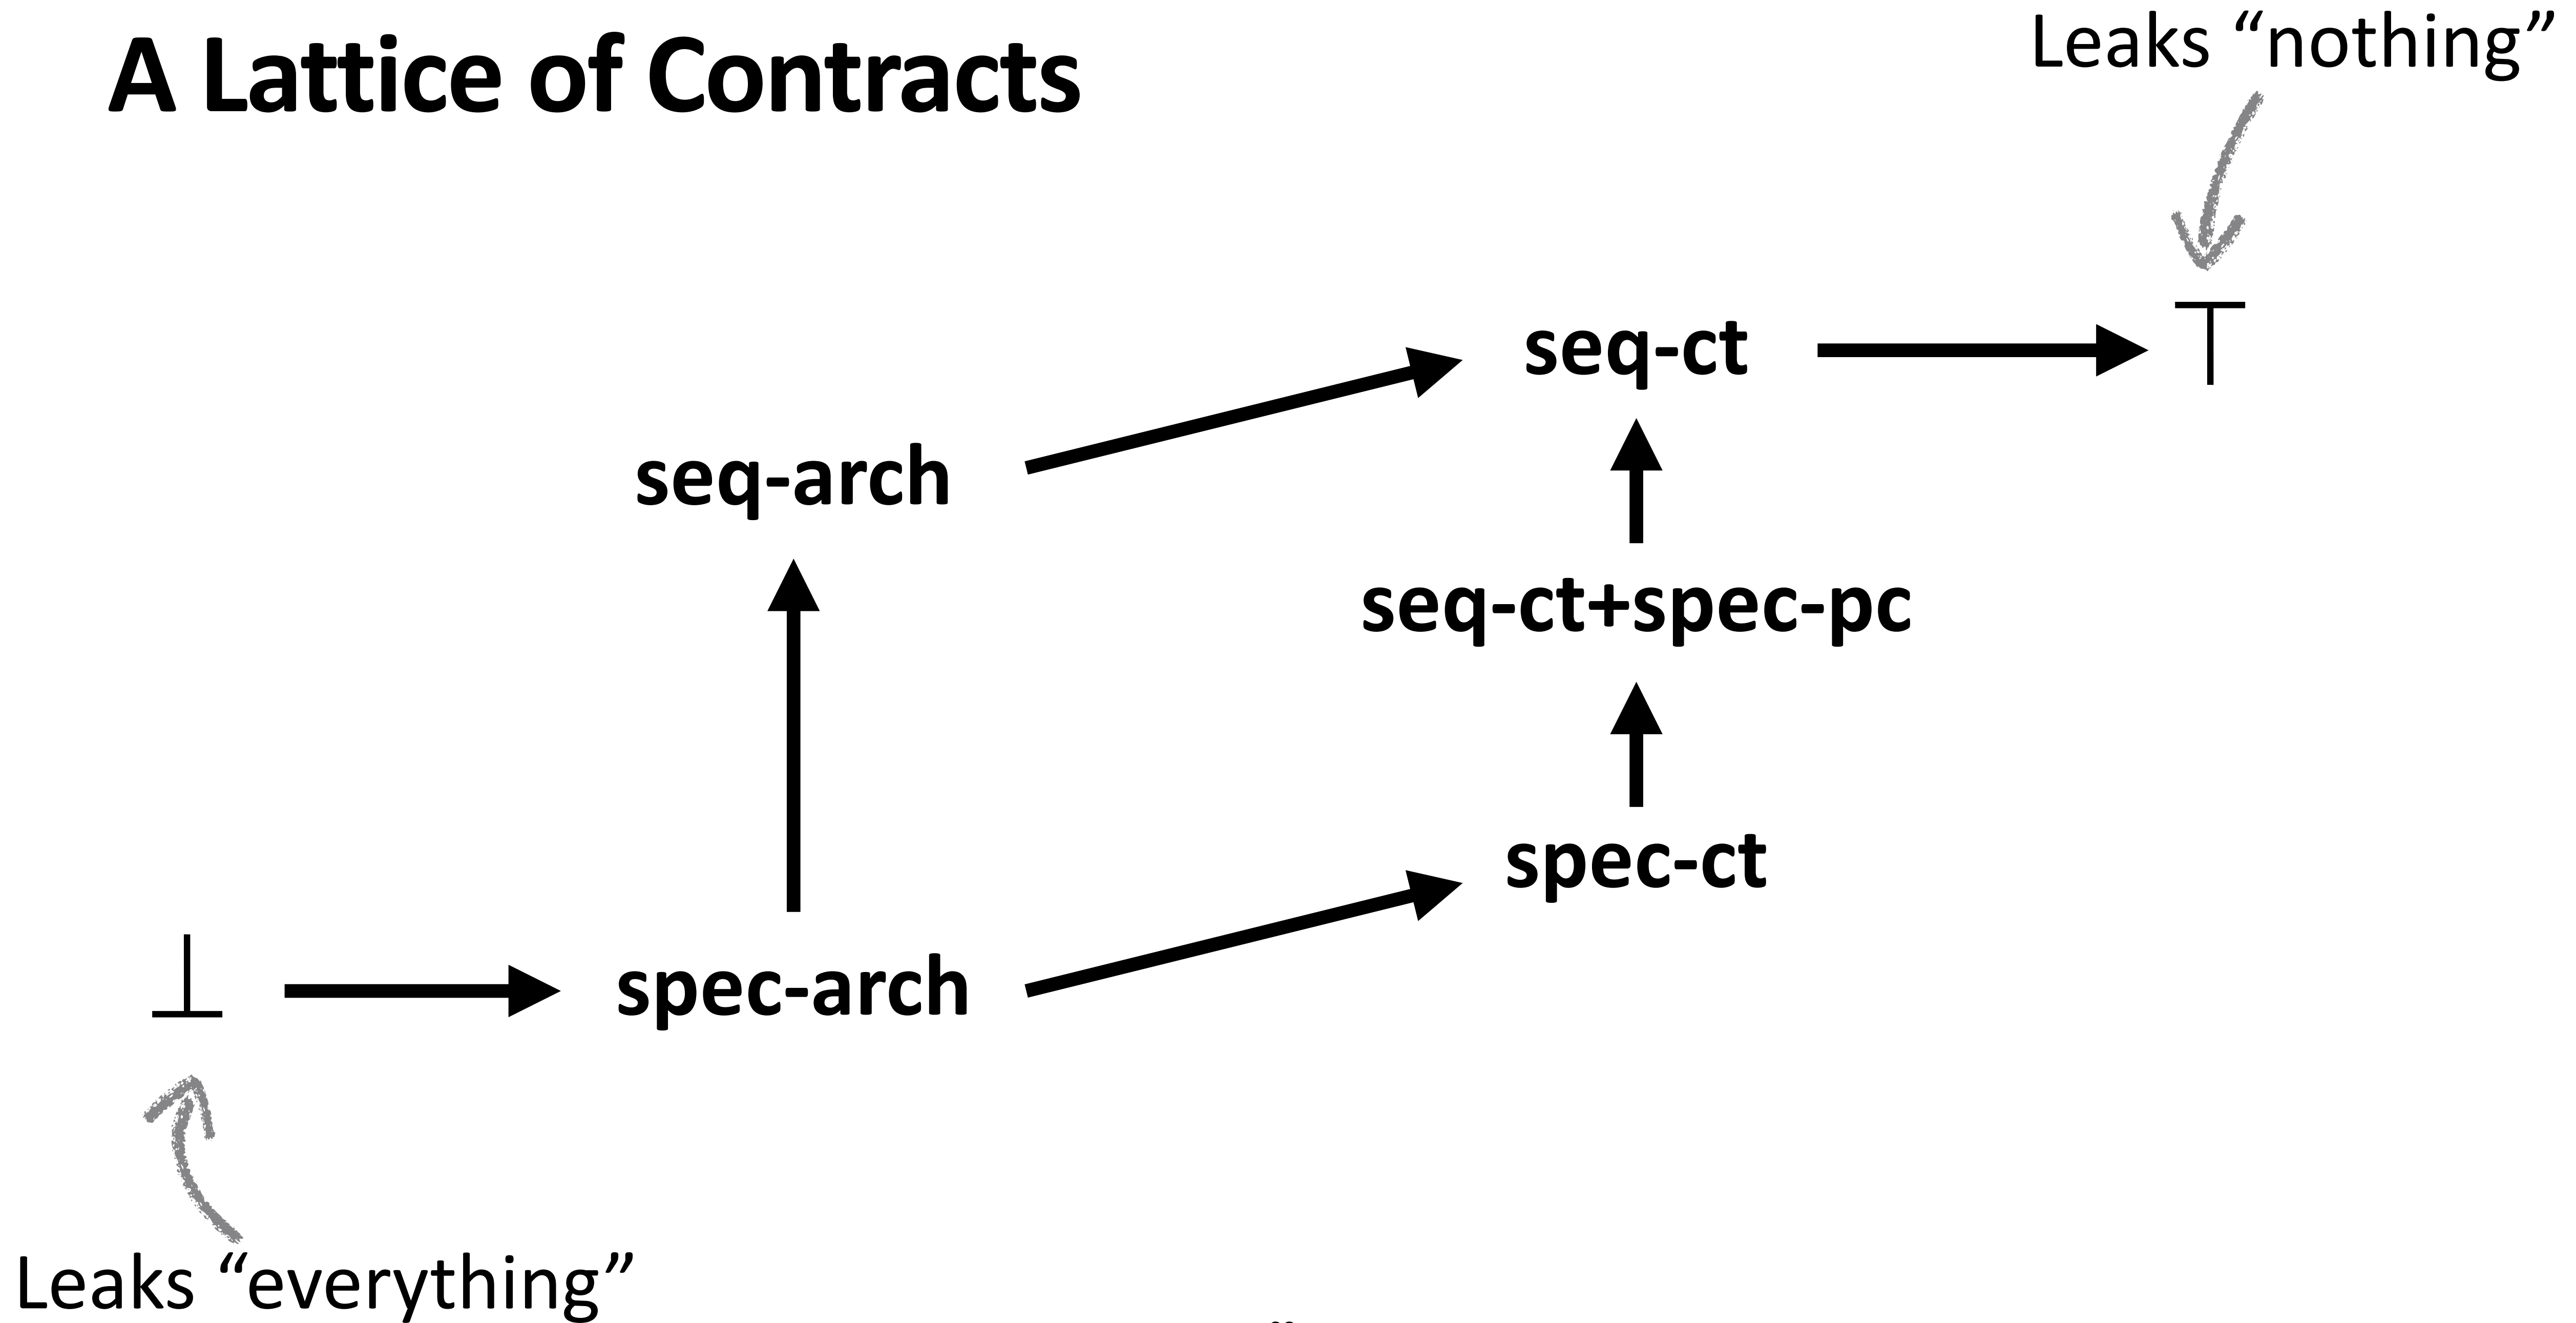 A Lattice of Contracts
Leaks “nothing”
seq-ct
⊤
seq-arch
seq-ct+spec-pc
spec-ct
⊥
spec-arch
Leaks “everything”